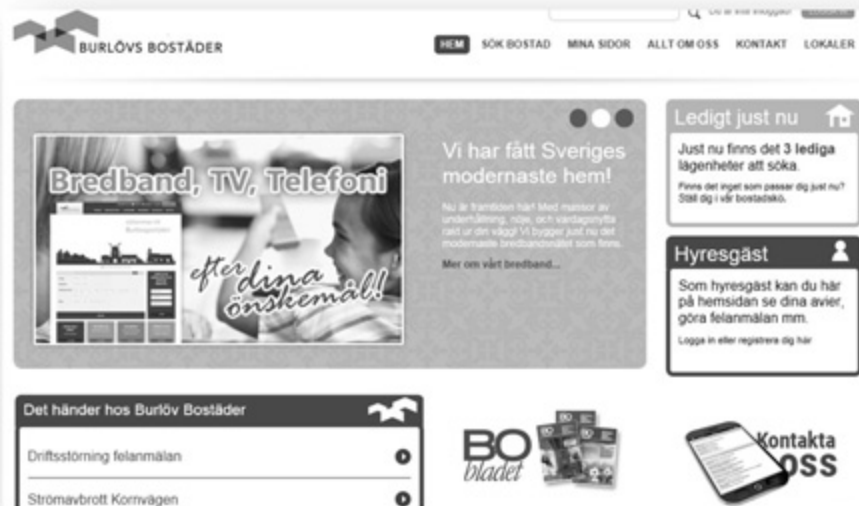 BURLÖVS BOSTÄDER
HEM SÖK BOSTAD MINA SIDOR ALLT OM OSS KONTAKT LOKALER
Bredband, TV, Telefoni
efter dina
önskemål!
Vi har fått Sveriges
modernaste hem!
Nu är framtiden här! Med massor av
underhållning, nöje, och vardagsnytta
rakt ur din vägg! Vi bygger just nu det
modernaste bredbandsnätet som finns.
Mer om vårt bredband...
Ledigt just nu
Just nu finns det 3 lediga
lägenheter att söka.
Finns det inget som passar dig just nu?
Ställ dig i vår bostadskö.
Hyresgäst
Som hyresgäst kan du här
på hemsidan se dina avier,
göra felanmälan mm.
Logga in eller registrera dig här
Det händer hos Burlöv Bostäder
Driftsstörning felanmälan
Strömavbrott Kornvägen
BO
bladet
Kontakta
oss